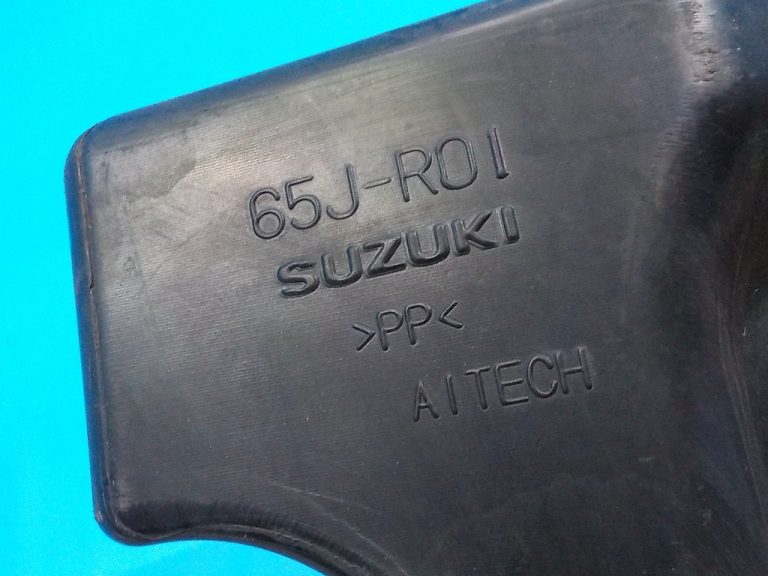 65J-R01
SUZUKI
>PP<
AITECH